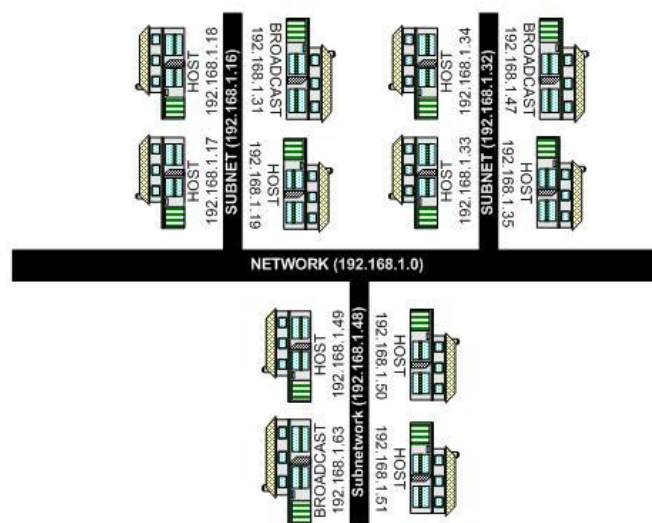 HOST
192.168.1.18
SUBNET (192.168.1.16)
BROADCAST
192.168.1.31
HOST
192.168.1.34
SUBNET (192.168.1.32)
BROADCAST
192.168.1.47
HOST
192.168.1.17
HOST
192.168.1.19
HOST
192.168.1.33
HOST
192.168.1.35
NETWORK (192.168.1.0)
HOST
192.168.1.49
Subnetwork (192.168.1.48)
HOST
192.168.1.50
BROADCAST
192.168.1.63
HOST
192.168.1.51